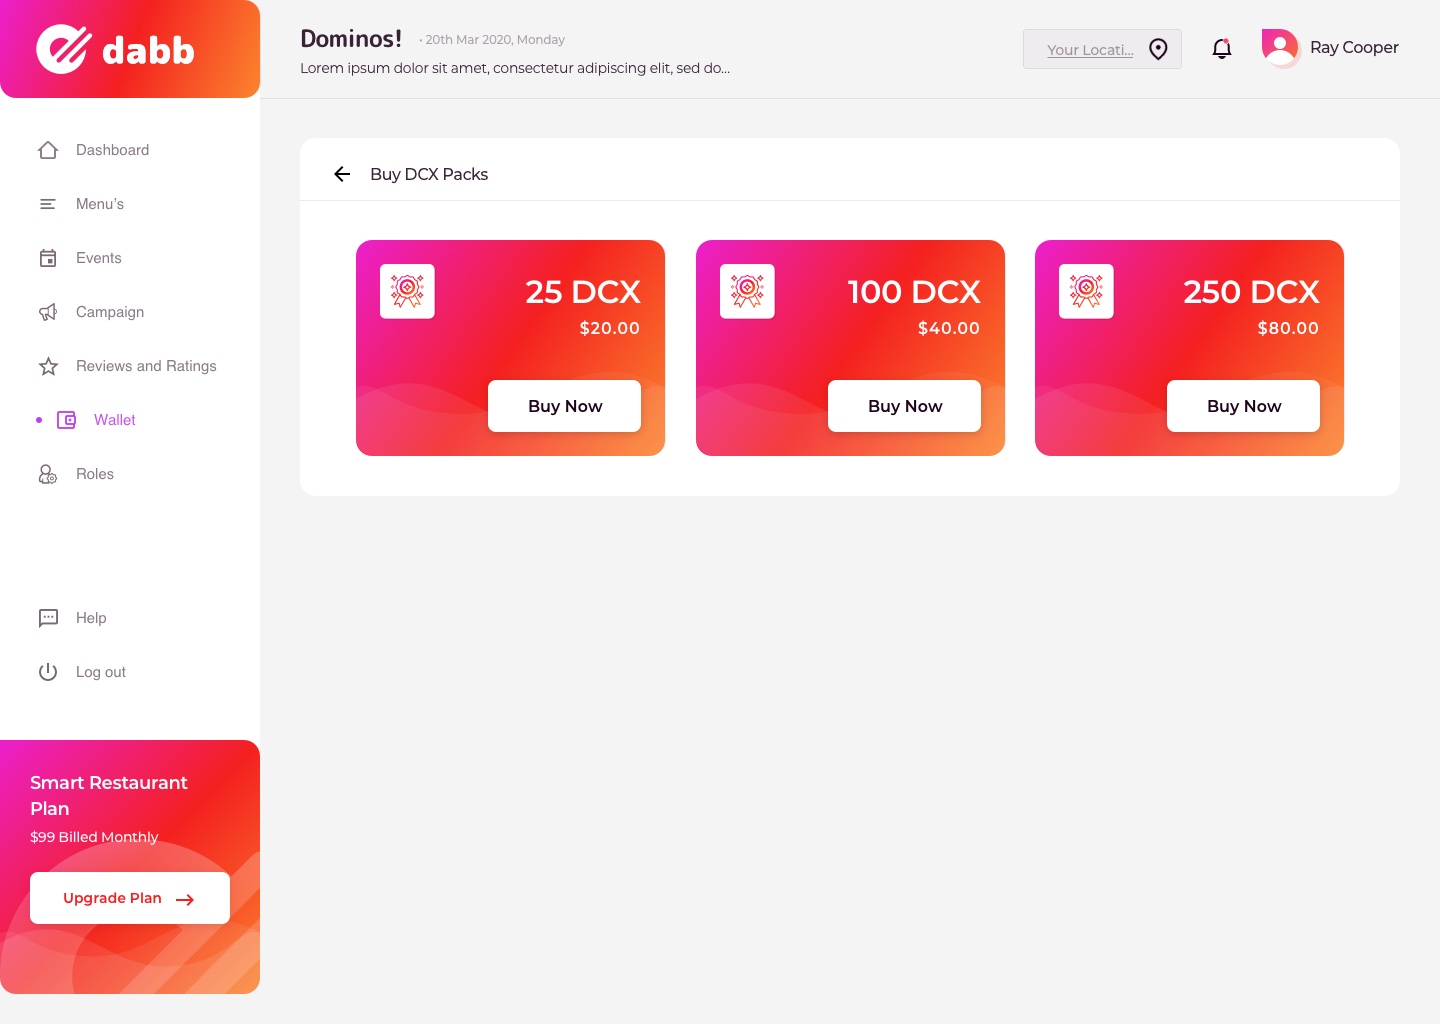 dabb
Dominos!
• 20th Mar 2020, Monday
Lorem ipsum dolor sit amet, consectetur adipiscing elit, sed do...
Your Locati...
Ray Cooper
Dashboard
Menu's
Events
Campaign
Reviews and Ratings
• Wallet
Roles
Help
Log out
Smart Restaurant
Plan
$99 Billed Monthly
Upgrade Plan →
← Buy DCX Packs
25 DCX
$20.00
Buy Now
100 DCX
$40.00
Buy Now
250 DCX
$80.00
Buy Now